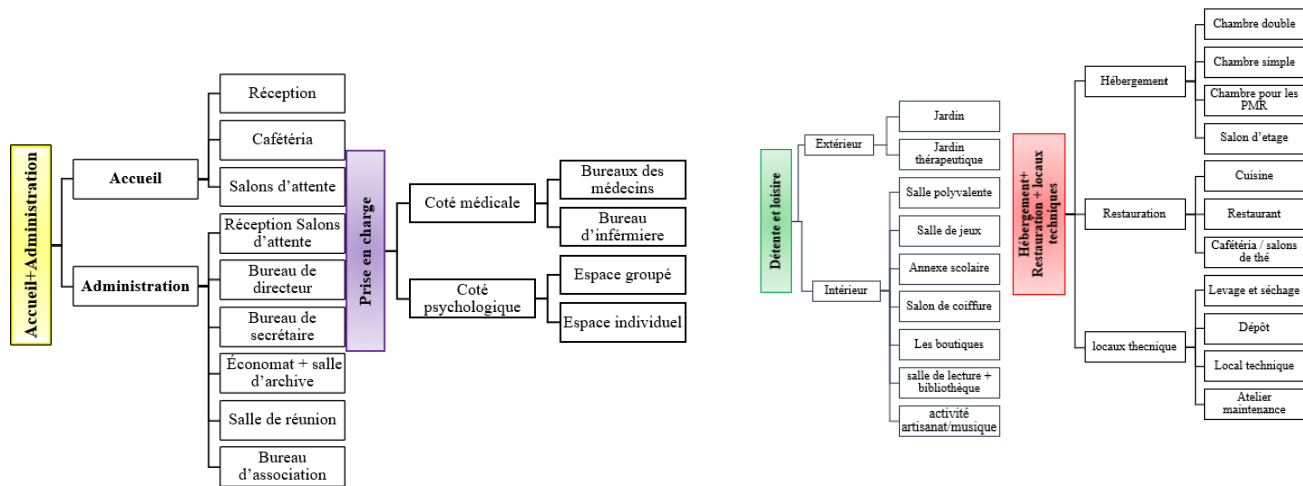 Accueil+Administration
Accueil
Réception
Cafétéria
Salons d'attente
Administration
Réception Salons
d'attente
Bureau de
directeur
Bureau de
secrétaire
Économat + salle
d'archive
Salle de réunion
Bureau
d'association
Prise en charge
Coté médicale
Bureaux des
médecins
Bureau
d'inférmiere
Coté
psychologique
Espace groupé
Espace individuel
Détente et loisire
Extérieur
Jardin
Jardin
thérapeutique
Intérieur
Salle polyvalente
Salle de jeux
Annexe scolaire
Salon de coiffure
Les boutiques
salle de lecture +
bibliothèque
activité
artisanat/musique
Hébergement+
Restauration + locaux
techniques
Hébergement
Chambre double
Chambre simple
Chambre pour les
PMR
Salon d'etage
Restauration
Cuisine
Restaurant
Cafétéria / salons
de thé
locaux thecnique
Levage et séchage
Dépôt
Local technique
Atelier
maintenance